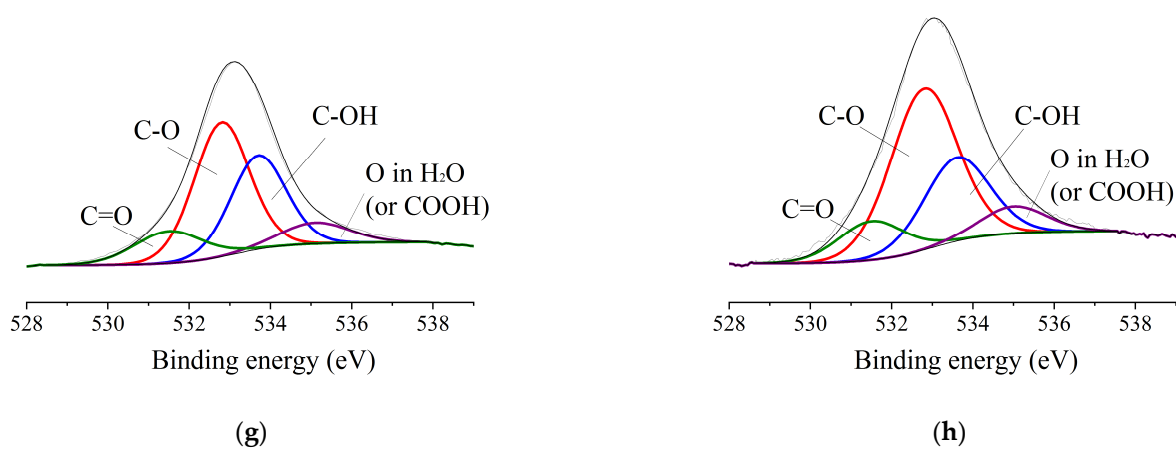 C-O
C-OH
O in H₂O
(or COOH)
C=O
528 530 532 534 536 538
Binding energy (eV)
(g)
C-O
C-OH
O in H₂O
(or COOH)
C=O
528 530 532 534 536 538
Binding energy (eV)
(h)